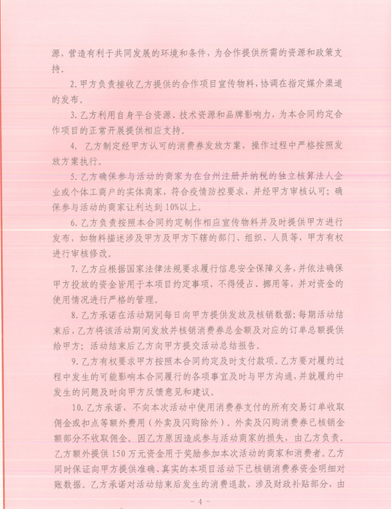 源，营造有利于共同发展的环境和条件，为合作提供所需的资源和政策支
持。
2.甲方负责接收乙方提供的合作项目宣传物料，协调在指定媒介渠道
的发布。
3.乙方利用自身平台资源、技术资源和品牌影响力，为本合同约定合
作项目的正常开展提供相应支持。
4. 乙方制定经甲方认可的消费券发放方案，操作过程中严格按照发
放方案执行。
5.乙方确保参与活动的商家为在台州注册并纳税的独立核算法人企
业或个体工商户的实体商家，符合疫情防控要求，并经甲方审核认可；确
保参与活动的商家让利达到10%以上。
6.乙方负责按照本合同约定制作相应宣传物料并及时提供甲方进行
发布，如物料描述涉及甲方及甲方下辖的部门、组织、人员等，甲方有权
进行审核修改。
7.乙方应根据国家法律法规要求履行信息安全保障义务，并依法确保
甲方投放的资金皆用于本项目约定事项，不得侵占、挪用等，并对资金的
使用情况进行严格的管理。
8.乙方承诺在活动期间每日向甲方提供发放及核销数据；每期活动结
束后，乙方将该活动期间发放并核销消费券总金额及对应的订单总额提供
给甲方；活动结束后乙方向甲方提交活动总结报告。
9.乙方有权要求甲方按照本合同约定及时支付款项。乙方要对履约过
程中发生的可能影响本合同履行的各项事宜及时与甲方沟通，并就履约中
发生的问题及时向甲方反馈意见和建议。
10.乙方承诺，不向本次活动中使用消费券支付的所有交易订单收取
佣金或扣点等额外费用（外卖及闪购除外）。外卖及闪购消费券已核销金
额部分不收取佣金。因乙方原因造成参与活动商家的损失，由乙方负责。
乙方额外提供150万元资金用于奖励参加本次活动的商家和消费者。乙方
同时保证向甲方提供准确、真实的本项目活动下已核销消费券资金明细对
账数据。乙方承诺对活动结束后发生的消费退款，涉及财政补贴部分，由
- 4 -